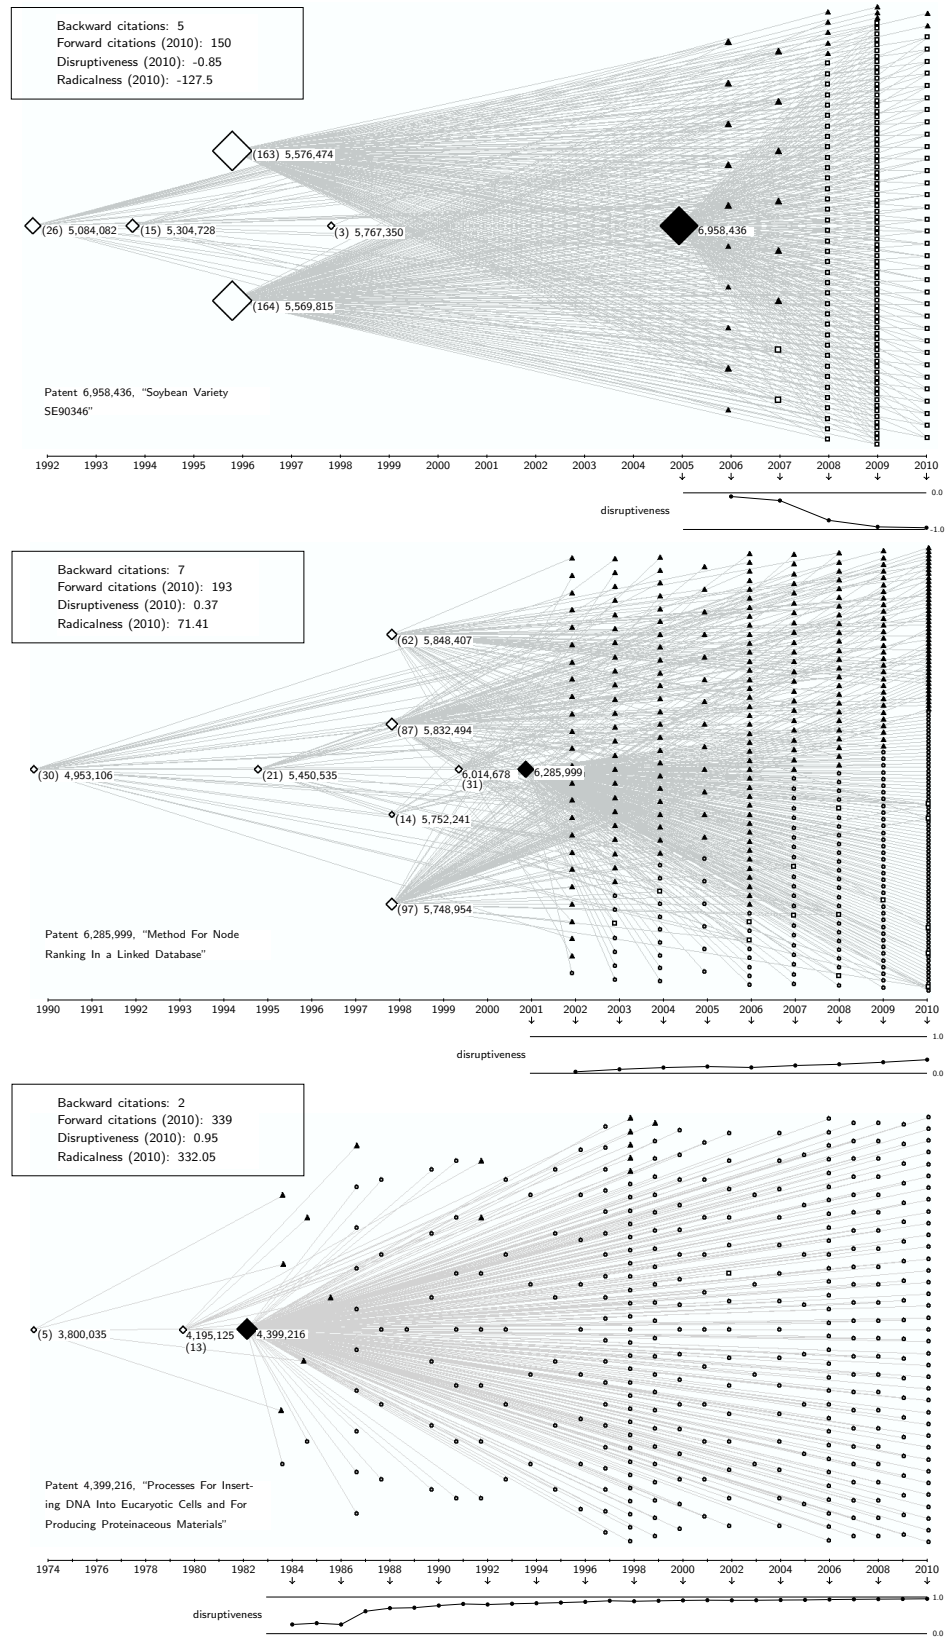 Backward citations: 5
Forward citations (2010): 150
Disruptiveness (2010): -0.85
Radicalness (2010): -127.5
(163) 5,576,474
(26) 5,084,082
(15) 5,304,728
(3) 5,767,350
6,958,436
(164) 5,569,815
Patent 6,958,436, “Soybean Variety
SE90346”
1992 1993 1994 1995 1996 1997 1998 1999 2000 2001 2002 2003 2004 2005 2006 2007 2008 2009 2010
0.0
disruptiveness
-1.0
Backward citations: 7
Forward citations (2010): 193
Disruptiveness (2010): 0.37
Radicalness (2010): 71.41
(62) 5,848,407
(87) 5,832,494
(30) 4,953,106
(21) 5,450,535
6,014,678
(31)
6,285,999
(14) 5,752,241
(97) 5,748,954
Patent 6,285,999, “Method For Node
Ranking In a Linked Database”
1990 1991 1992 1993 1994 1995 1996 1997 1998 1999 2000 2001 2002 2003 2004 2005 2006 2007 2008 2009 2010
1.0
disruptiveness
0.0
Backward citations: 2
Forward citations (2010): 339
Disruptiveness (2010): 0.95
Radicalness (2010): 332.05
(5) 3,800,035
4,195,125
(13)
4,399,216
Patent 4,399,216, “Processes For Insert-
ing DNA Into Eucaryotic Cells and For
Producing Proteinaceous Materials”
1974 1976 1978 1980 1982 1984 1986 1988 1990 1992 1994 1996 1998 2000 2002 2004 2006 2008 2010
1.0
disruptiveness
0.0